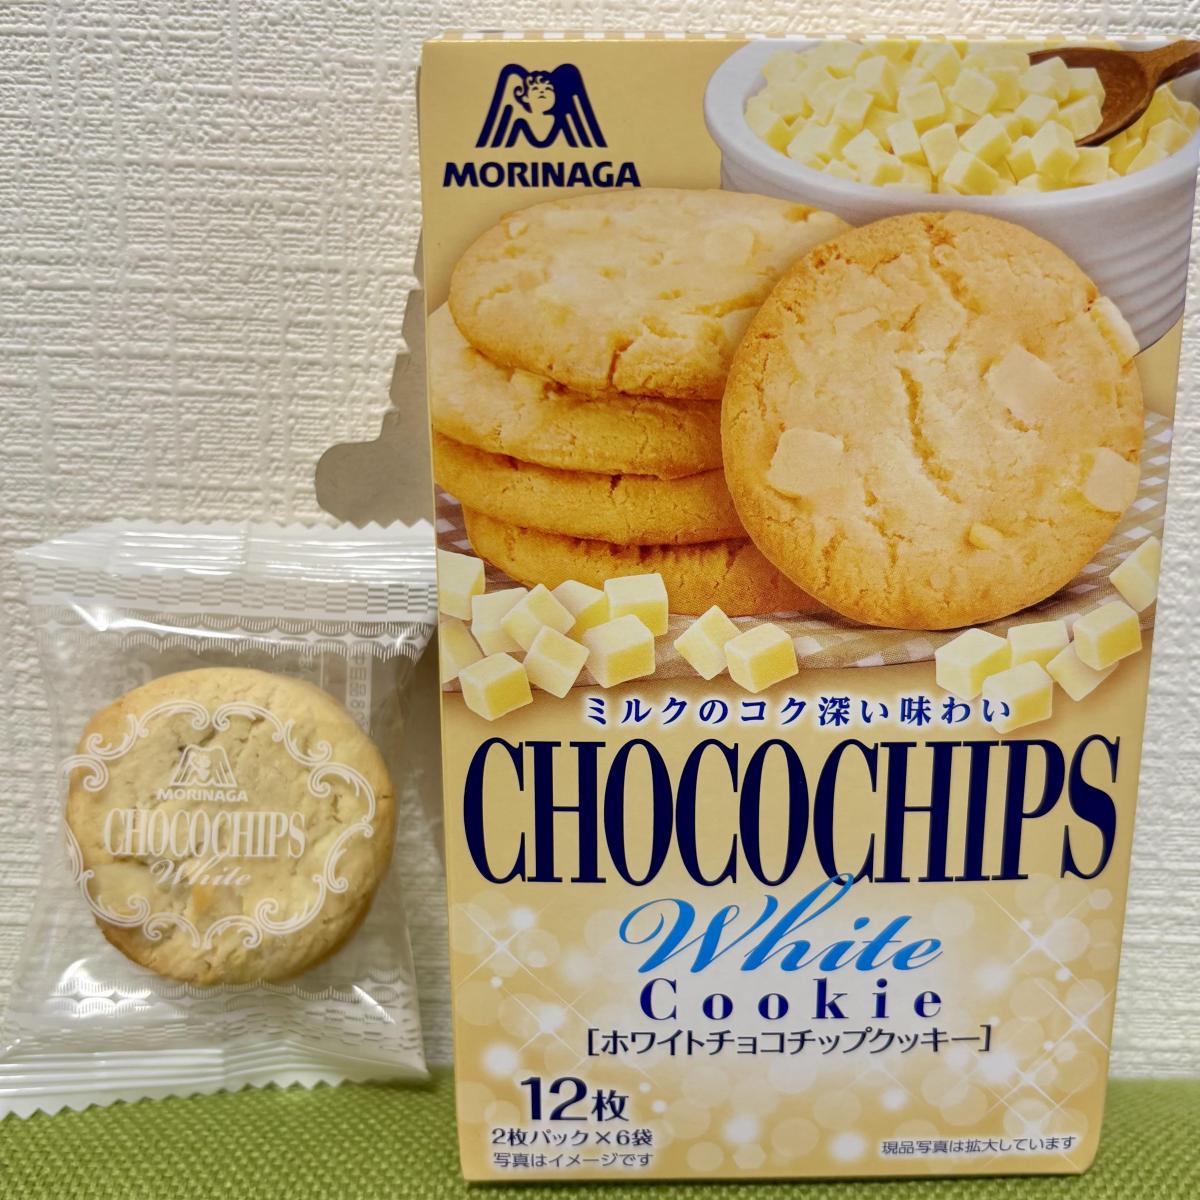 MORINAGA
ミルクのコク深い味わい
CHOCOCHIPS
White
Cookie
[ホワイトチョコチップクッキー]
12枚
2枚パック×6袋
写真はイメージです
現品写真は拡大しています
MORINAGA
CHOCOCHIPS
White